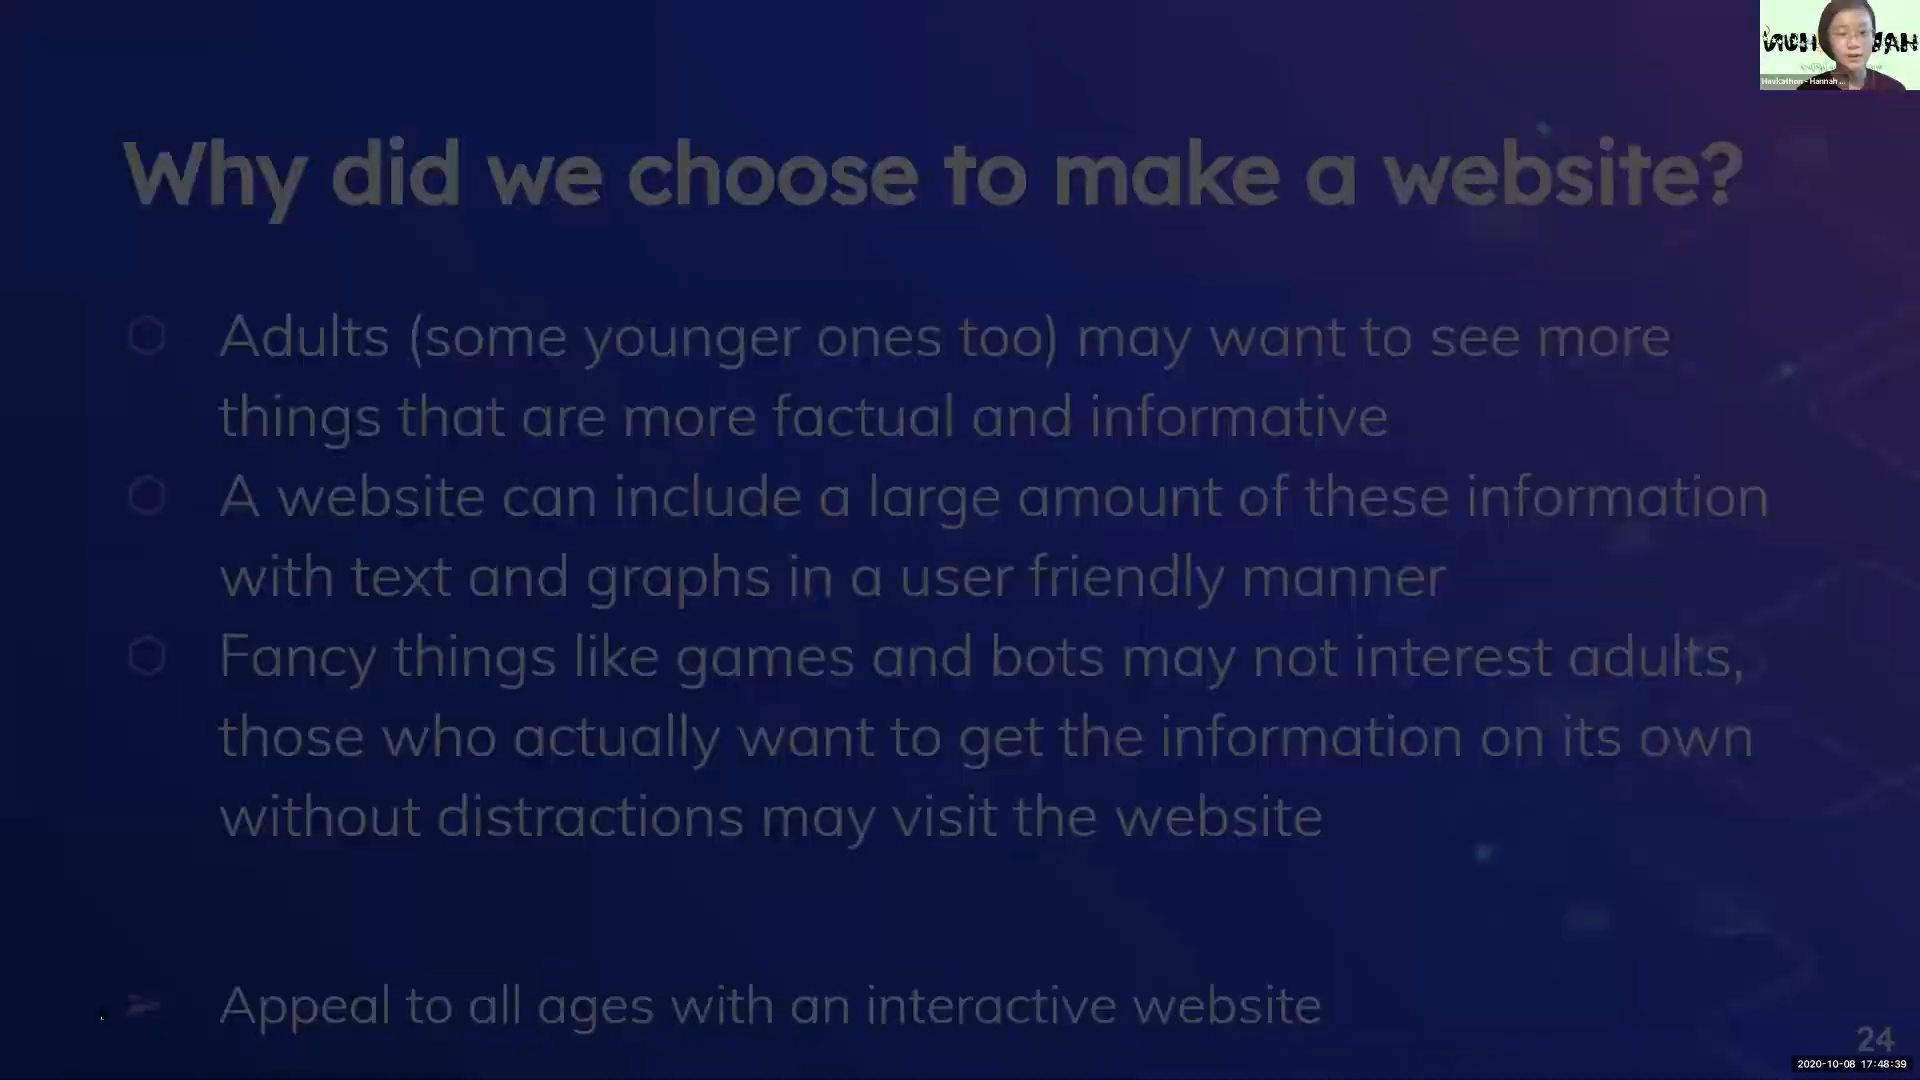 Why did we choose to make a website?
Adults (some younger ones too) may want to see more
things that are more factual and informative
A website can include a large amount of these information
with text and graphs in a user friendly manner
Fancy things like games and bots may not interest adults,
those who actually want to get the information on its own
without distractions may visit the website
Appeal to all ages with an interactive website
24
Havkathon - Hannah ...
2020-10-08 17:48:39